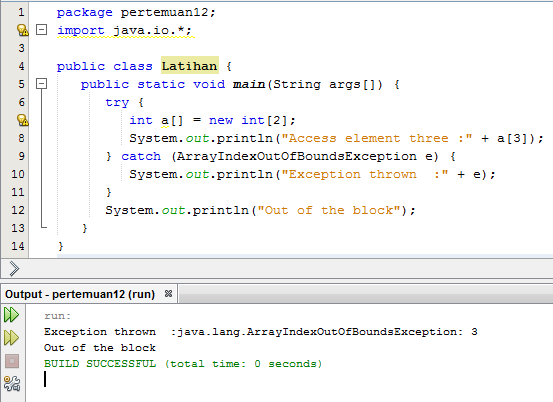 1 package pertemuan12;
import java.io.*;
3
4 public class Latihan {
5 public static void main(String args[]) {
6 try {
int a[] = new int[2];
8 System.out.println("Access element three :" + a[3]);
9 } catch (ArrayIndexOutOfBoundsException e) {
10 System.out.println("Exception thrown  :" + e);
11 }
12 System.out.println("Out of the block");
13 }
14 }
Output - pertemuan12 (run)
run:
Exception thrown  :java.lang.ArrayIndexOutOfBoundsException: 3
Out of the block
BUILD SUCCESSFUL (total time: 0 seconds)